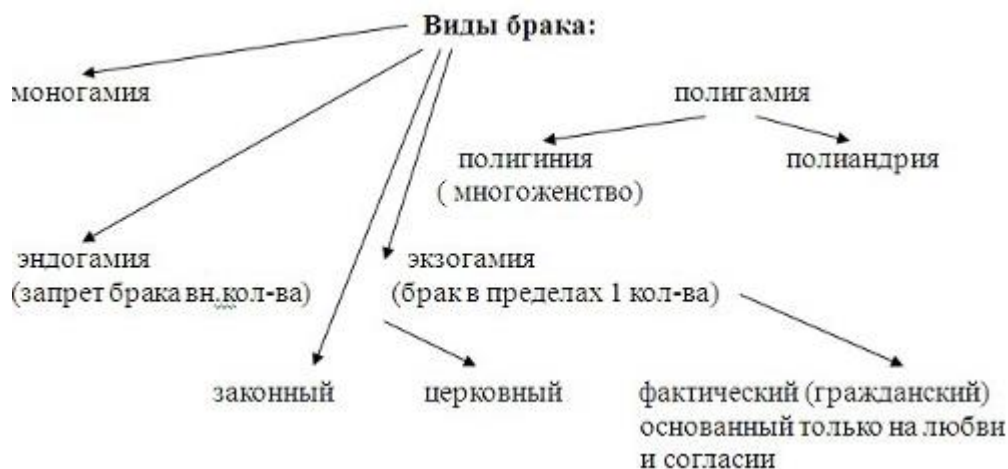 Виды брака:
моногамия
полигамия
полигиния
( многоженство)
полиандрия
эндогамия
(запрет брака вн.кол-ва)
экзогамия
(брак в пределах 1 кол-ва)
законный
церковный
фактический (гражданский)
основанный только на любви
и согласии